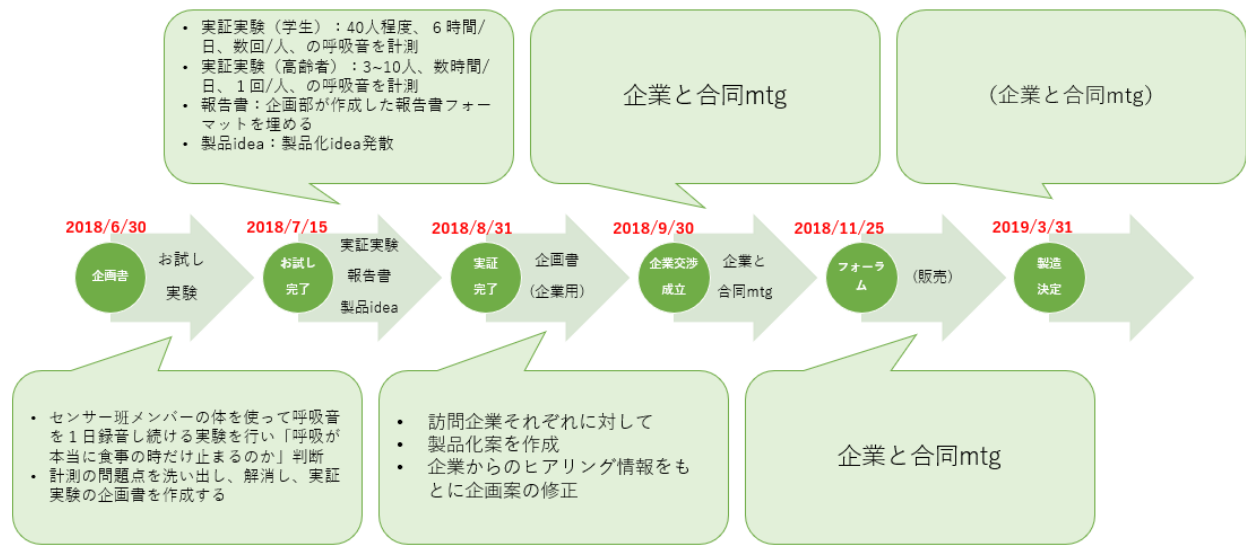 • 実証実験（学生）：40人程度、６時間/
日、数回/人、の呼吸音を計測
• 実証実験（高齢者）：3~10人、数時間/
日、１回/人、の呼吸音を計測
• 報告書：企画部が作成した報告書フォー
マットを埋める
• 製品idea：製品化idea発散
企業と合同mtg
（企業と合同mtg）
2018/6/30
企画書
お試し
実験
2018/7/15
お試し
完了
実証実験
報告書
製品idea
2018/8/31
実証
完了
企画書
（企業用）
2018/9/30
企業交渉
成立
企業と
合同mtg
2018/11/25
フォーラ
ム
（販売）
2019/3/31
製造
決定
• センサー班メンバーの体を使って呼吸音
を１日録音し続ける実験を行い「呼吸が
本当に食事の時だけ止まるのか」判断
• 計測の問題点を洗い出し、解消し、実証
実験の企画書を作成する
• 訪問企業それぞれに対して
• 製品化案を作成
• 企業からのヒアリング情報をも
とに企画案の修正
企業と合同mtg